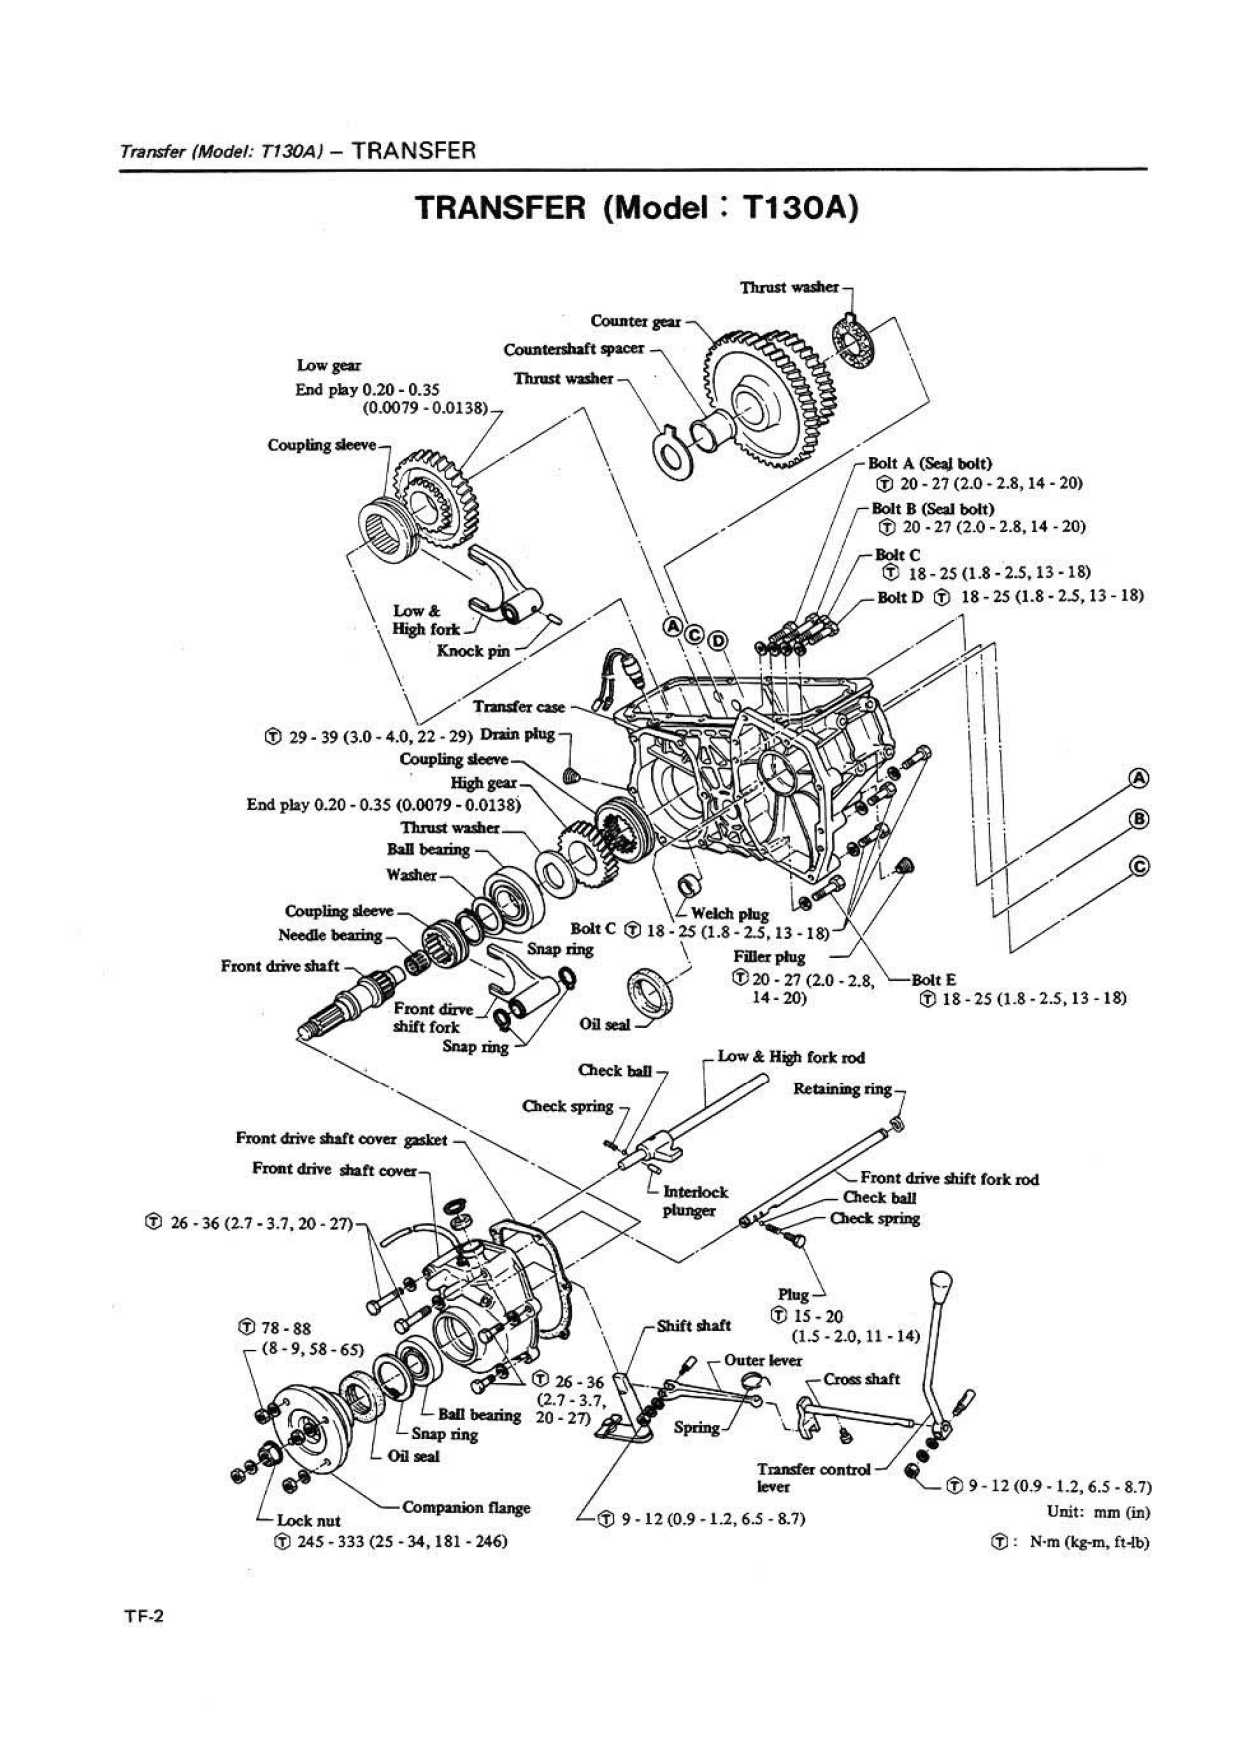 Transfer (Model: T130A) – TRANSFER
TRANSFER (Model : T130A)
Thrust washer
Counter gear
Countershaft spacer
Thrust washer
Low gear
End play 0.20 - 0.35
(0.0079 - 0.0138)
Coupling sleeve
Bolt A (Seal bolt)
Ⓣ 20 - 27 (2.0 - 2.8, 14 - 20)
Bolt B (Seal bolt)
Ⓣ 20 - 27 (2.0 - 2.8, 14 - 20)
Bolt C
Ⓣ 18 - 25 (1.8 - 2.5, 13 - 18)
Bolt D Ⓣ 18 - 25 (1.8 - 2.5, 13 - 18)
Low &
High fork
Knock pin
Ⓐ Ⓒ Ⓓ
Transfer case
Ⓣ 29 - 39 (3.0 - 4.0, 22 - 29) Drain plug
Coupling sleeve
High gear
End play 0.20 - 0.35 (0.0079 - 0.0138)
Thrust washer
Ball bearing
Washer
Ⓐ
Ⓑ
Ⓒ
Coupling sleeve
Needle bearing
Front drive shaft
Welch plug
Bolt C Ⓣ 18 - 25 (1.8 - 2.5, 13 - 18)
Snap ring
Filler plug
Ⓣ 20 - 27 (2.0 - 2.8,
14 - 20)
Bolt E
Ⓣ 18 - 25 (1.8 - 2.5, 13 - 18)
Front dirve
shift fork
Snap ring
Oil seal
Low & High fork rod
Check ball
Check spring
Retaining ring
Front drive shaft cover gasket
Front drive shaft cover
Interlock
plunger
Front drive shift fork rod
Check ball
Check spring
Ⓣ 26 - 36 (2.7 - 3.7, 20 - 27)
Plug
Ⓣ 15 - 20
(1.5 - 2.0, 11 - 14)
Ⓣ 78 - 88
(8 - 9, 58 - 65)
Shift shaft
Outer lever
Cross shaft
Ⓣ 26 - 36
(2.7 - 3.7,
20 - 27)
Ball bearing
Snap ring
Oil seal
Spring
Transfer control
lever
Ⓣ 9 - 12 (0.9 - 1.2, 6.5 - 8.7)
Companion flange
Lock nut
Ⓣ 245 - 333 (25 - 34, 181 - 246)
Ⓣ 9 - 12 (0.9 - 1.2, 6.5 - 8.7)
Unit: mm (in)
Ⓣ : N·m (kg-m, ft-lb)
TF-2